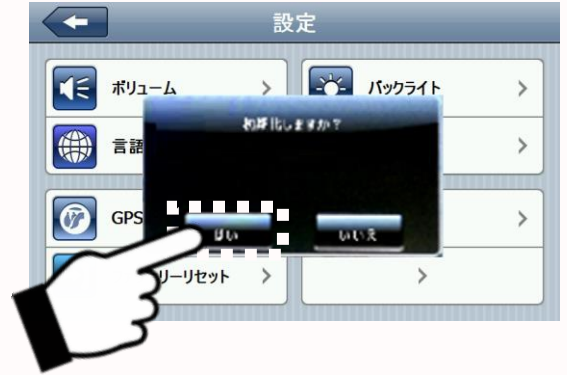 設定
ボリューム
バックライト
初期化しますか？
言語
GPS
はい
いいえ
リーリセット